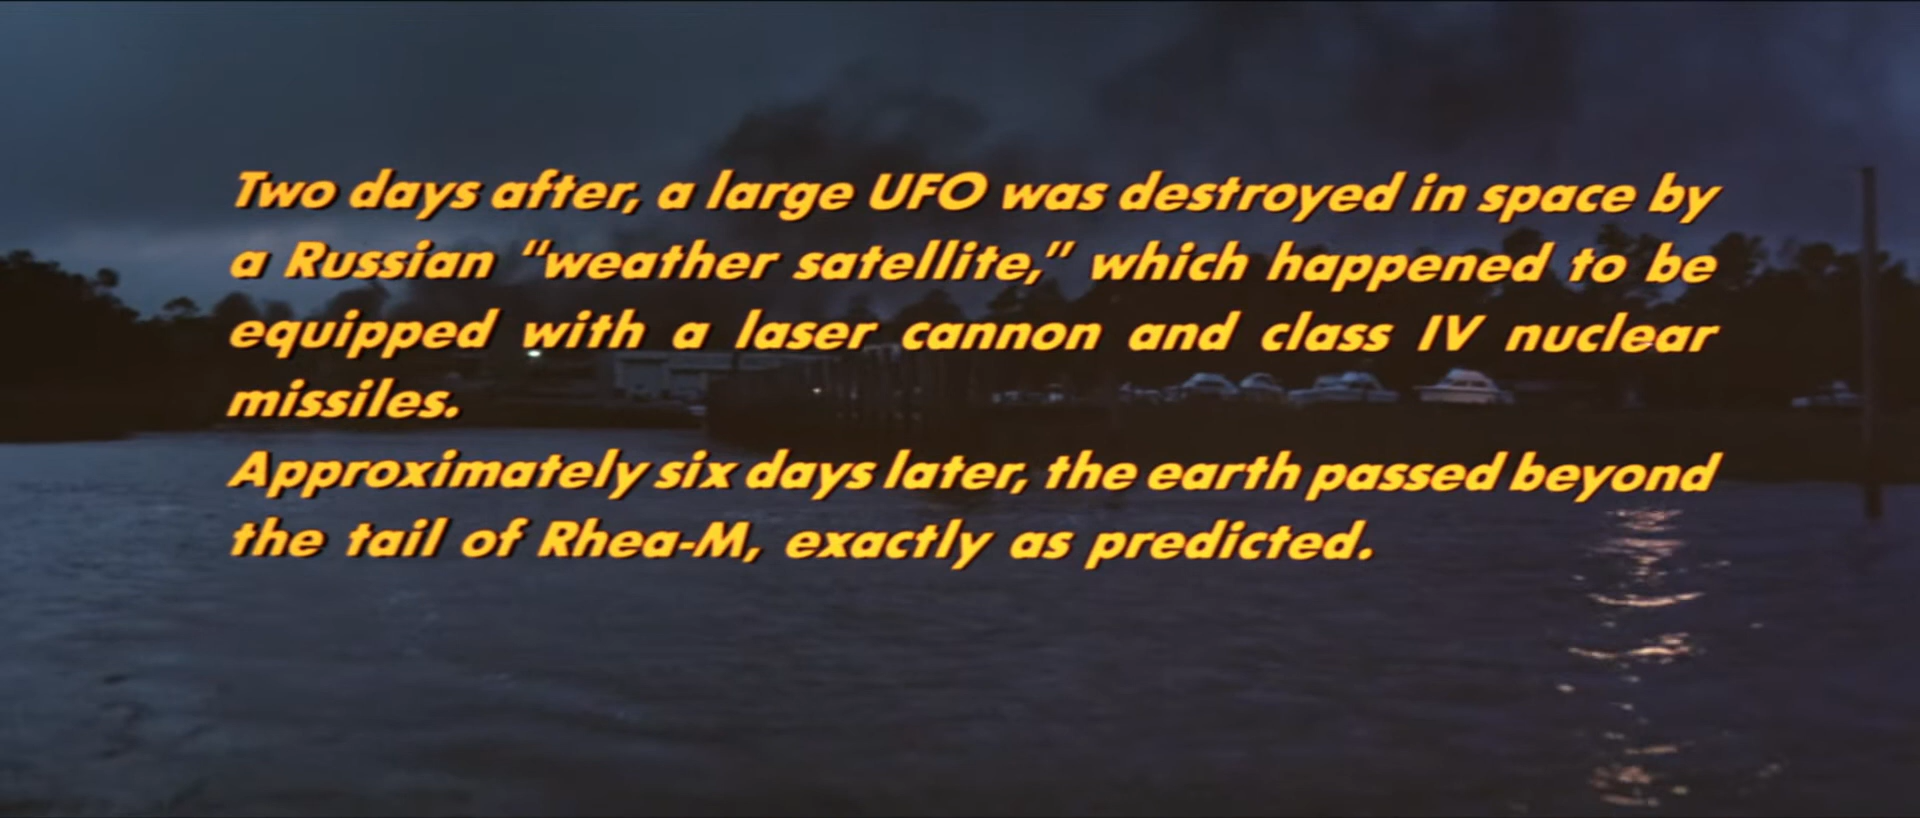 Two days after, a large UFO was destroyed in space by
a Russian "weather satellite," which happened to be
equipped with a laser cannon and class IV nuclear
missiles.
Approximately six days later, the earth passed beyond
the tail of Rhea-M, exactly as predicted.